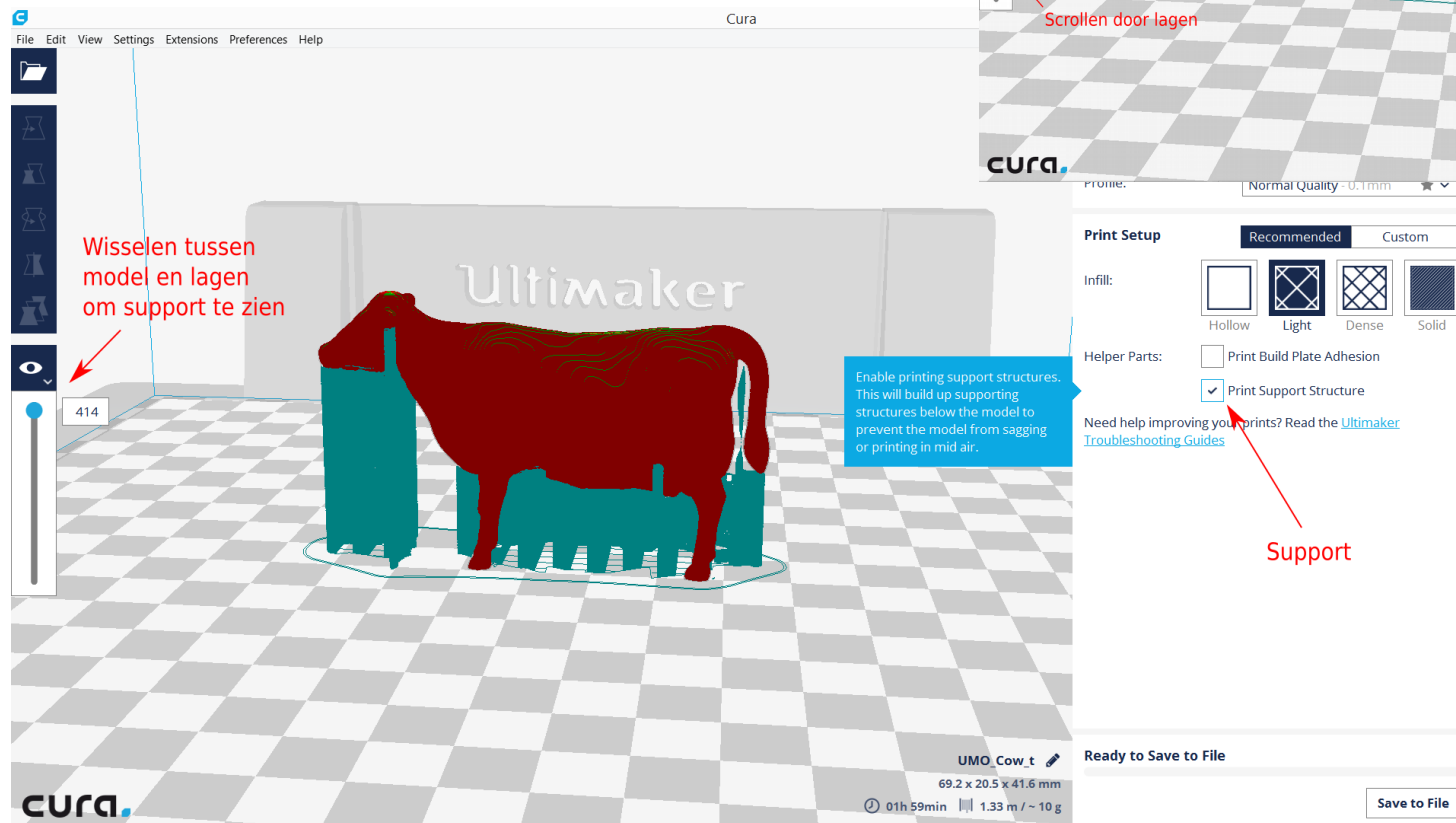 Cura
File Edit View Settings Extensions Preferences Help
Scrollen door lagen
cura.
Profile: Normal Quality - 0.1mm
Print Setup Recommended Custom
Infill:
Hollow Light Dense Solid
Helper Parts: Print Build Plate Adhesion
Print Support Structure
Need help improving your prints? Read the Ultimaker
Troubleshooting Guides
Wisselen tussen
model en lagen
om support te zien
Ultimaker
414
Enable printing support structures.
This will build up supporting
structures below the model to
prevent the model from sagging
or printing in mid air.
Support
UMO_Cow_t
69.2 x 20.5 x 41.6 mm
01h 59min 1.33 m / ~ 10 g
Ready to Save to File
Save to File
cura.